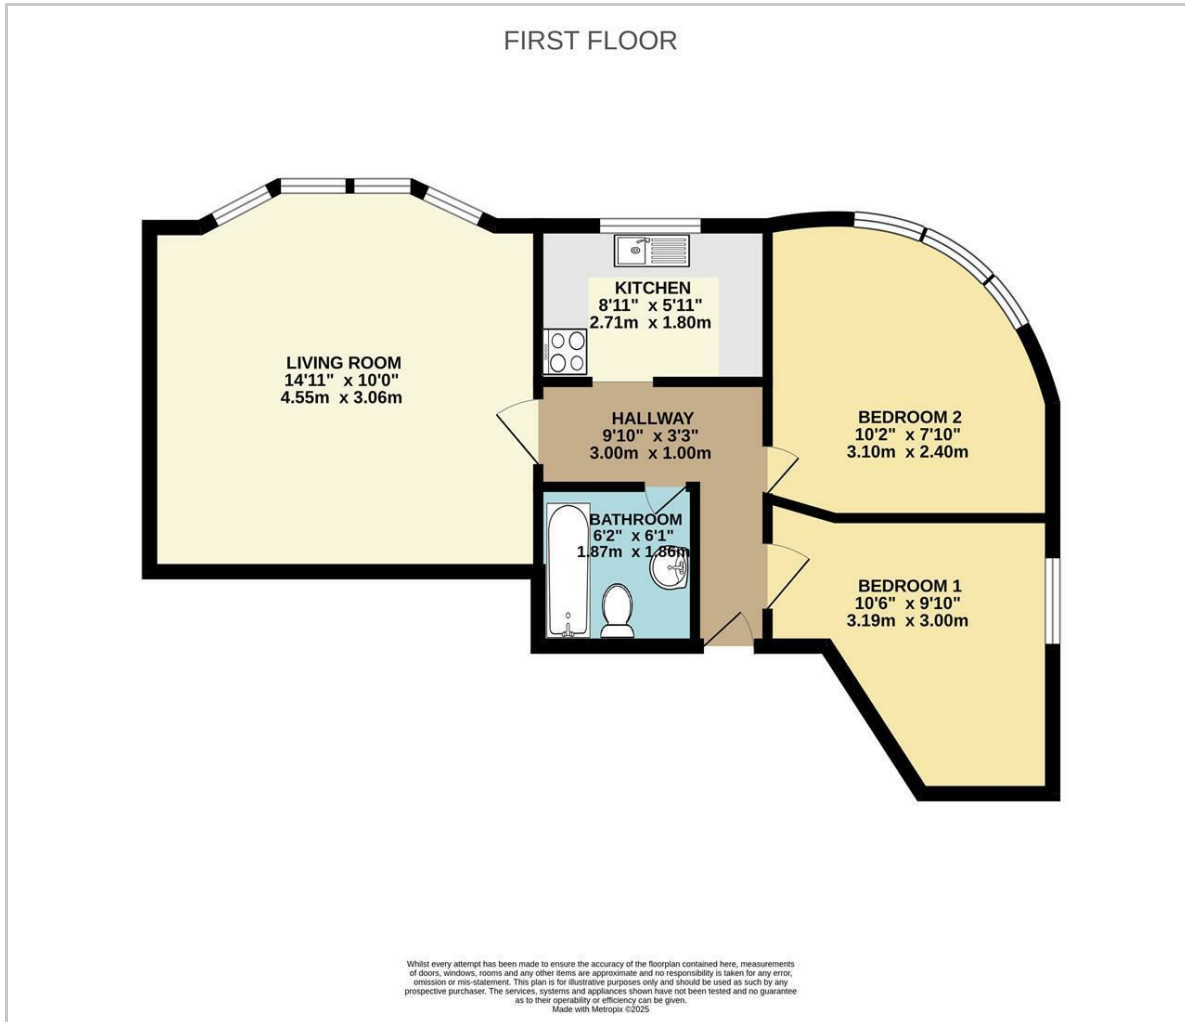 FIRST FLOOR
KITCHEN
8'11" x 5'11"
2.71m x 1.80m
LIVING ROOM
14'11" x 10'0"
4.55m x 3.06m
HALLWAY
9'10" x 3'3"
3.00m x 1.00m
BEDROOM 2
10'2" x 7'10"
3.10m x 2.40m
BATHROOM
6'2" x 6'1"
1.87m x 1.86m
BEDROOM 1
10'6" x 9'10"
3.19m x 3.00m
Whilst every attempt has been made to ensure the accuracy of the floorplan contained here, measurements
of doors, windows, rooms and any other items are approximate and no responsibility is taken for any error,
omission or mis-statement. This plan is for illustrative purposes only and should be used as such by any
prospective purchaser. The services, systems and appliances shown have not been tested and no guarantee
as to their operability or efficiency can be given.
Made with Metropix ©2025